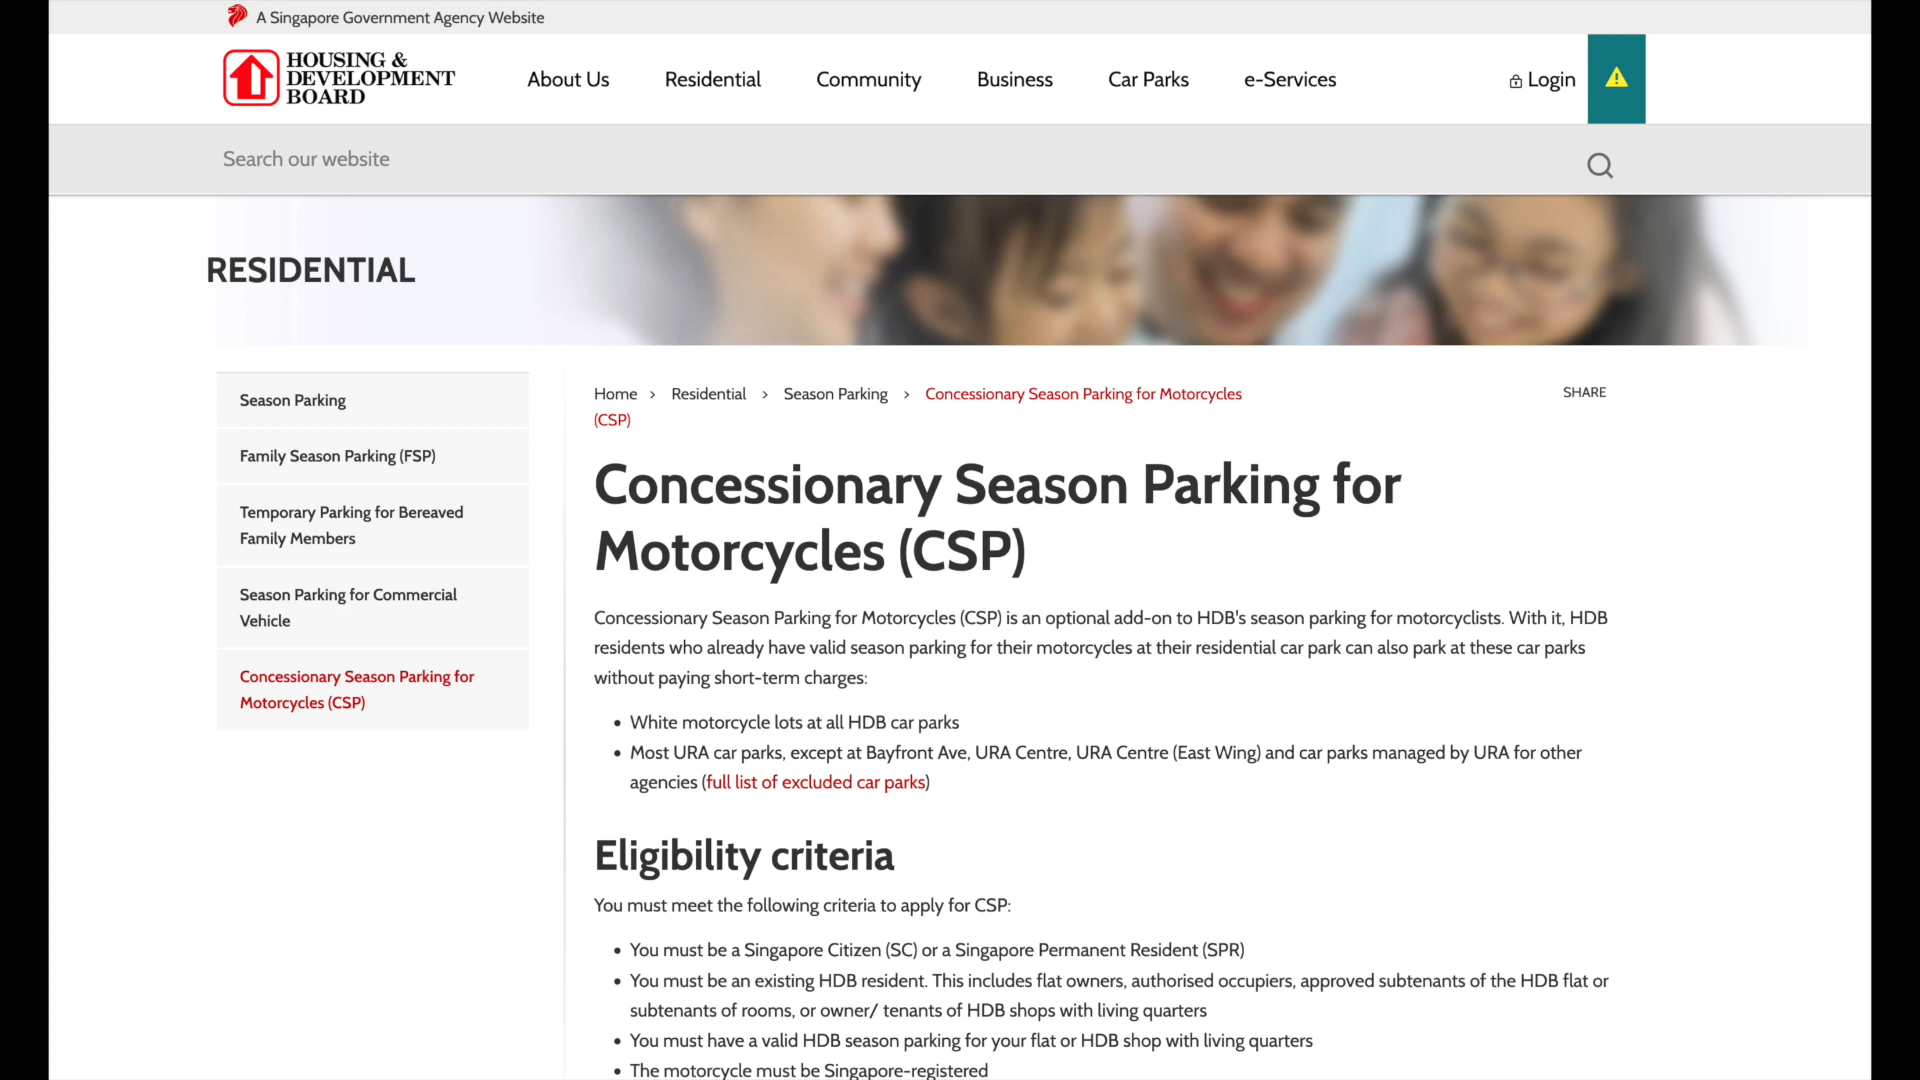 A Singapore Government Agency Website
HOUSING &
DEVELOPMENT
BOARD
About Us
Residential
Community
Business
Car Parks
e-Services
Login
Search our website
RESIDENTIAL
Season Parking
Family Season Parking (FSP)
Temporary Parking for Bereaved
Family Members
Season Parking for Commercial
Vehicle
Concessionary Season Parking for
Motorcycles (CSP)
Home > Residential > Season Parking > Concessionary Season Parking for Motorcycles
(CSP)
SHARE
Concessionary Season Parking for
Motorcycles (CSP)
Concessionary Season Parking for Motorcycles (CSP) is an optional add-on to HDB's season parking for motorcyclists. With it, HDB
residents who already have valid season parking for their motorcycles at their residential car park can also park at these car parks
without paying short-term charges:
• White motorcycle lots at all HDB car parks
• Most URA car parks, except at Bayfront Ave, URA Centre, URA Centre (East Wing) and car parks managed by URA for other
agencies (full list of excluded car parks)
Eligibility criteria
You must meet the following criteria to apply for CSP:
• You must be a Singapore Citizen (SC) or a Singapore Permanent Resident (SPR)
• You must be an existing HDB resident. This includes flat owners, authorised occupiers, approved subtenants of the HDB flat or
subtenants of rooms, or owner/ tenants of HDB shops with living quarters
• You must have a valid HDB season parking for your flat or HDB shop with living quarters
• The motorcycle must be Singapore-registered